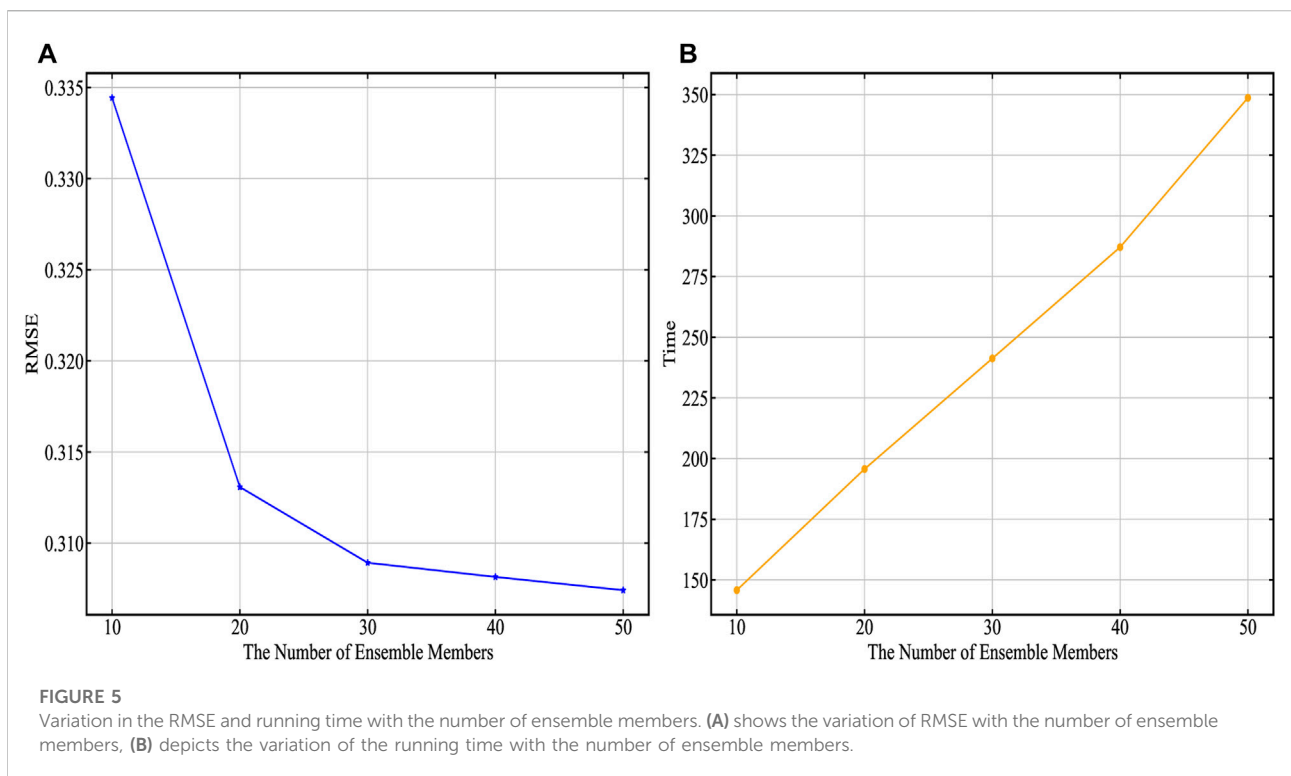 A
0.335
0.330
0.325
0.320
0.315
0.310
RMSE
10 20 30 40 50
The Number of Ensemble Members
B
350
325
300
275
250
225
200
175
150
Time
10 20 30 40 50
The Number of Ensemble Members
FIGURE 5
Variation in the RMSE and running time with the number of ensemble members. (A) shows the variation of RMSE with the number of ensemble
members, (B) depicts the variation of the running time with the number of ensemble members.